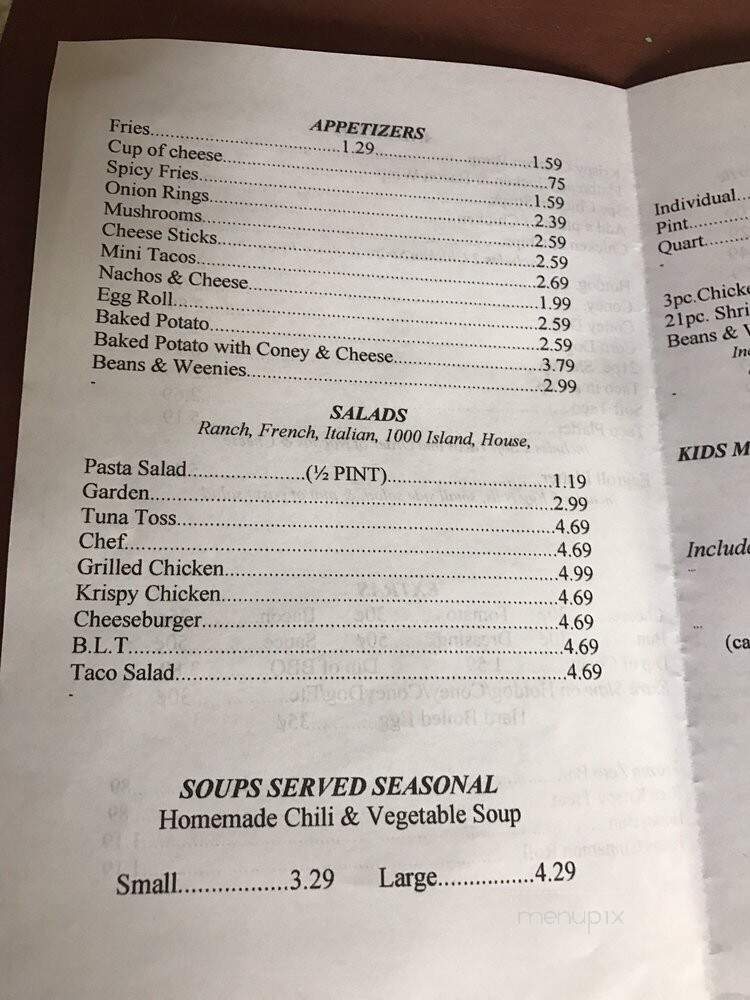 APPETIZERS
Fries..............................1.29..............................1.59
Cup of cheese..................................................75
Spicy Fries..................................................1.59
Onion Rings..................................................2.39
Mushrooms..................................................2.59
Cheese Sticks..................................................2.59
Mini Tacos..................................................2.69
Nachos & Cheese..................................................1.99
Egg Roll..................................................2.59
Baked Potato..................................................2.59
Baked Potato with Coney & Cheese..............................3.79
Beans & Weenies..................................................2.99
-
SALADS
Ranch, French, Italian, 1000 Island, House,
Pasta Salad....................(½ PINT)..............................1.19
Garden..................................................2.99
Tuna Toss..................................................4.69
Chef..................................................4.69
Grilled Chicken..................................................4.99
Krispy Chicken..................................................4.69
Cheeseburger..................................................4.69
B.L.T..................................................4.69
Taco Salad..................................................4.69
-
SOUPS SERVED SEASONAL
Homemade Chili & Vegetable Soup
Small.................3.29 Large...............4.29
menupix
Individual...
Pint.........
Quart........
-
3pc.Chick
21pc. Shri
Beans &
-
KIDS M
Include
(ca